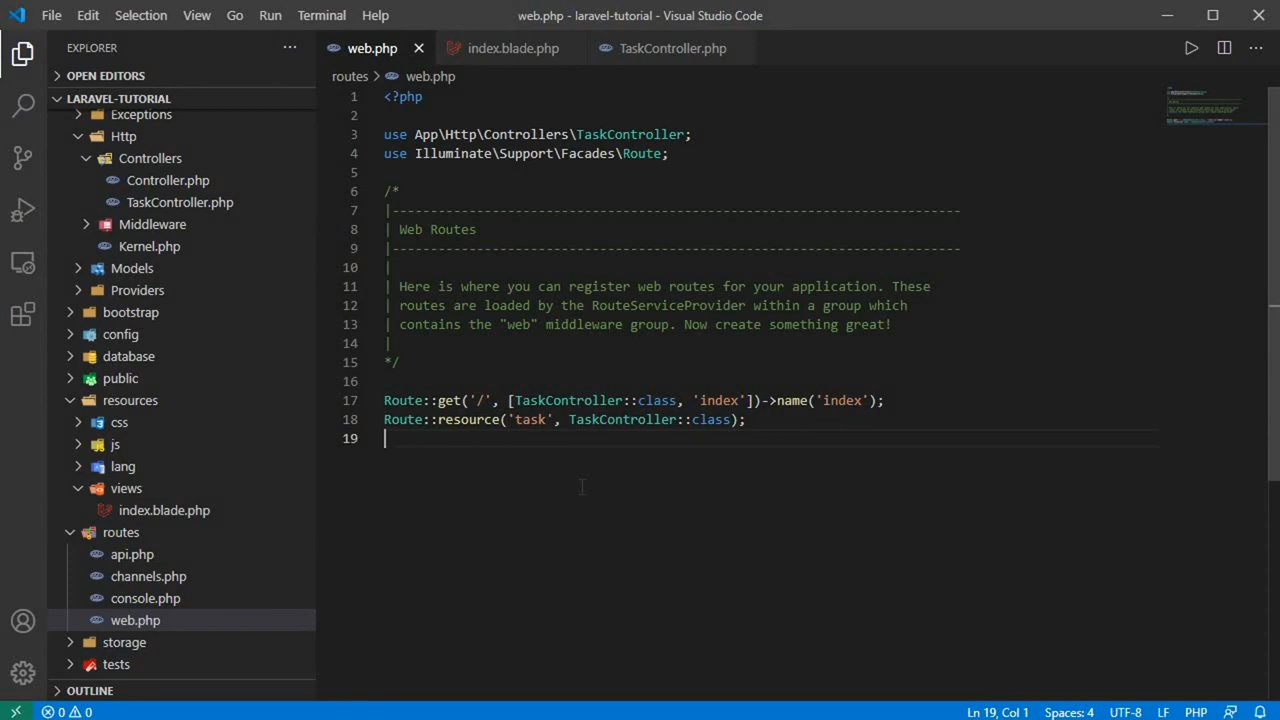 File Edit Selection View Go Run Terminal Help web.php - laravel-tutorial - Visual Studio Code
EXPLORER
OPEN EDITORS
LARAVEL-TUTORIAL
Exceptions
Http
Controllers
Controller.php
TaskController.php
Middleware
Kernel.php
Models
Providers
bootstrap
config
database
public
resources
css
js
lang
views
index.blade.php
routes
api.php
channels.php
console.php
web.php
storage
tests
OUTLINE
web.php index.blade.php TaskController.php
routes > web.php
1 <?php
2
3 use App\Http\Controllers\TaskController;
4 use Illuminate\Support\Facades\Route;
5
6 /*
7 |--------------------------------------------------------------------------
8 | Web Routes
9 |--------------------------------------------------------------------------
10 |
11 | Here is where you can register web routes for your application. These
12 | routes are loaded by the RouteServiceProvider within a group which
13 | contains the "web" middleware group. Now create something great!
14 |
15 */
16
17 Route::get('/', [TaskController::class, 'index'])->name('index');
18 Route::resource('task', TaskController::class);
19
0 0 Ln 19, Col 1 Spaces: 4 UTF-8 LF PHP